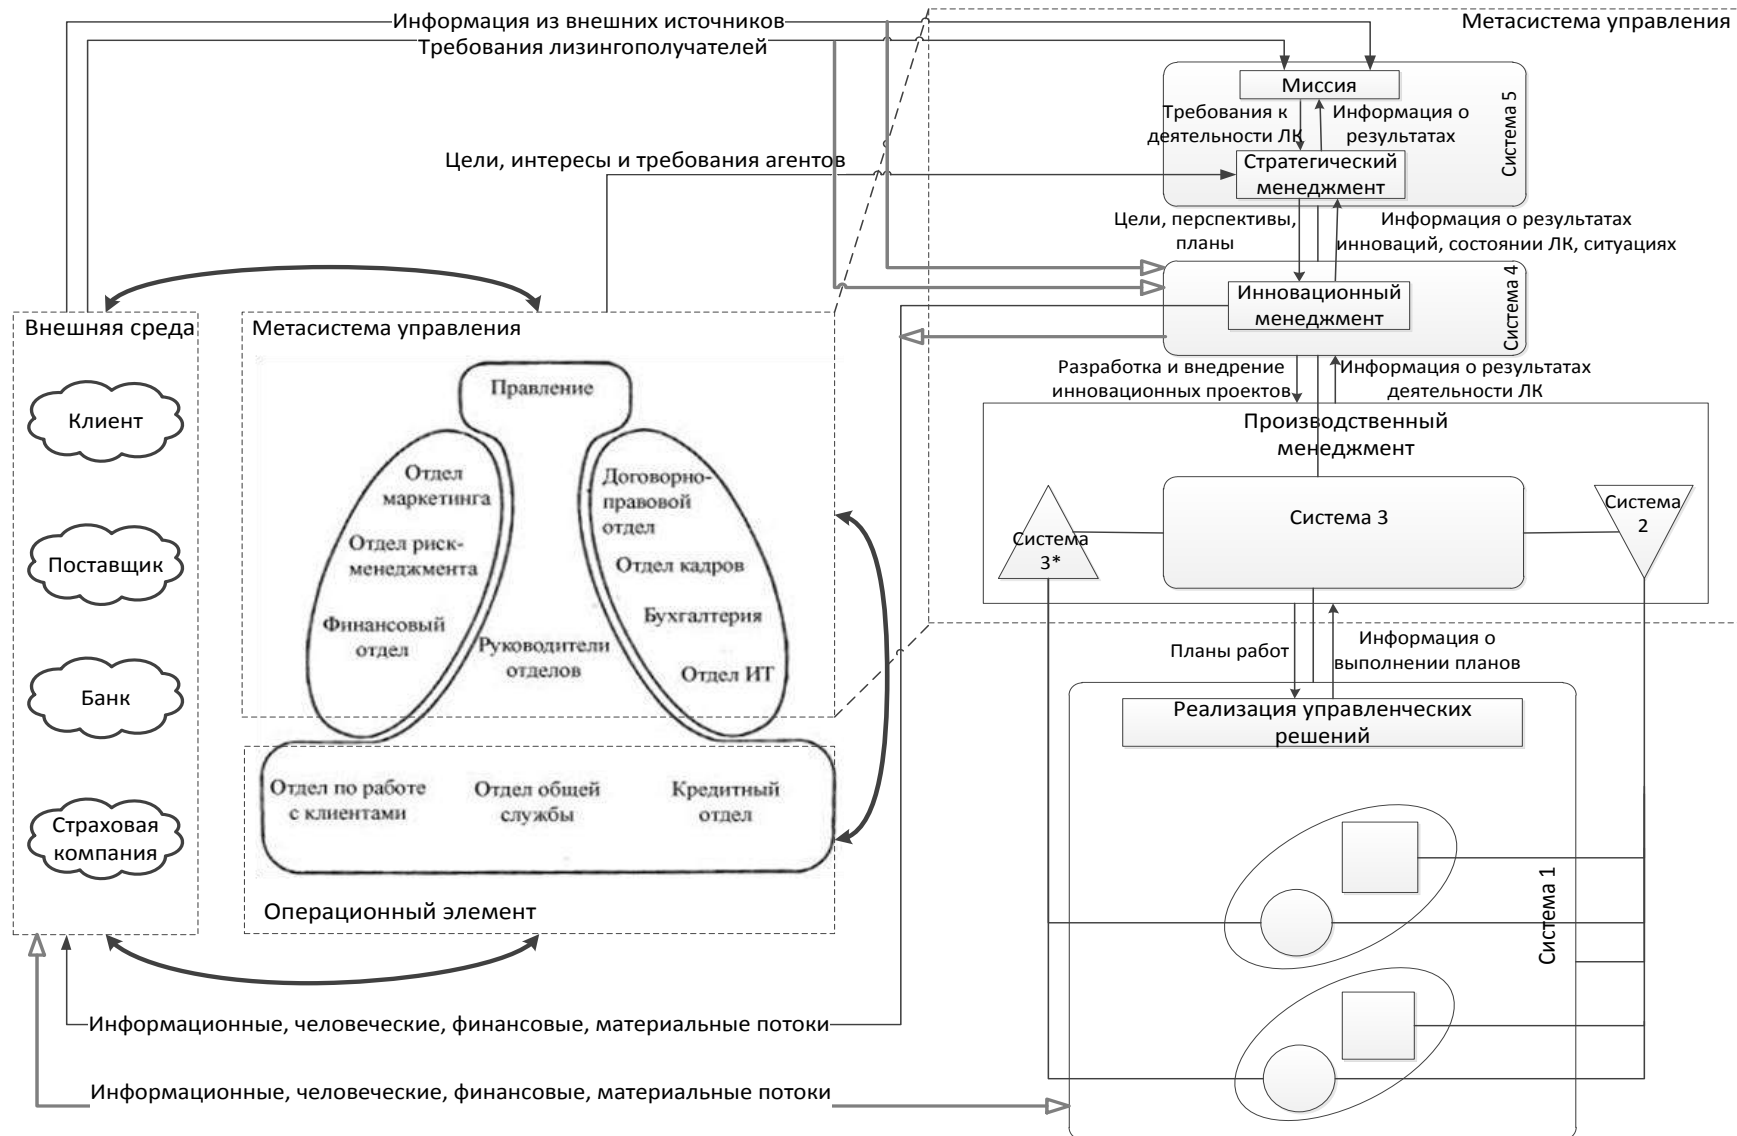 Информация из внешних источников
Требования лизингополучателей
Метасистема управления
Миссия
Требования к
деятельности ЛК
Информация о
результатах
Система 5
Цели, интересы и требования агентов
Стратегический
менеджмент
Цели, перспективы,
планы
Информация о результатах
инноваций, состоянии ЛК, ситуациях
Инновационный
менеджмент
Система 4
Внешняя среда
Метасистема управления
Разработка и внедрение
инновационных проектов
Информация о результатах
деятельности ЛК
Клиент
Поставщик
Банк
Страховая
компания
Правление
Отдел
маркетинга
Отдел риск-
менеджмента
Финансовый
отдел
Договорно-
правовой
отдел
Отдел кадров
Бухгалтерия
Отдел ИТ
Руководители
отделов
Отдел по работе
с клиентами
Отдел общей
службы
Кредитный
отдел
Операционный элемент
Производственный
менеджмент
Система
3*
Система 3
Система
2
Планы работ
Информация о
выполнении планов
Реализация управленческих
решений
Система 1
Информационные, человеческие, финансовые, материальные потоки
Информационные, человеческие, финансовые, материальные потоки